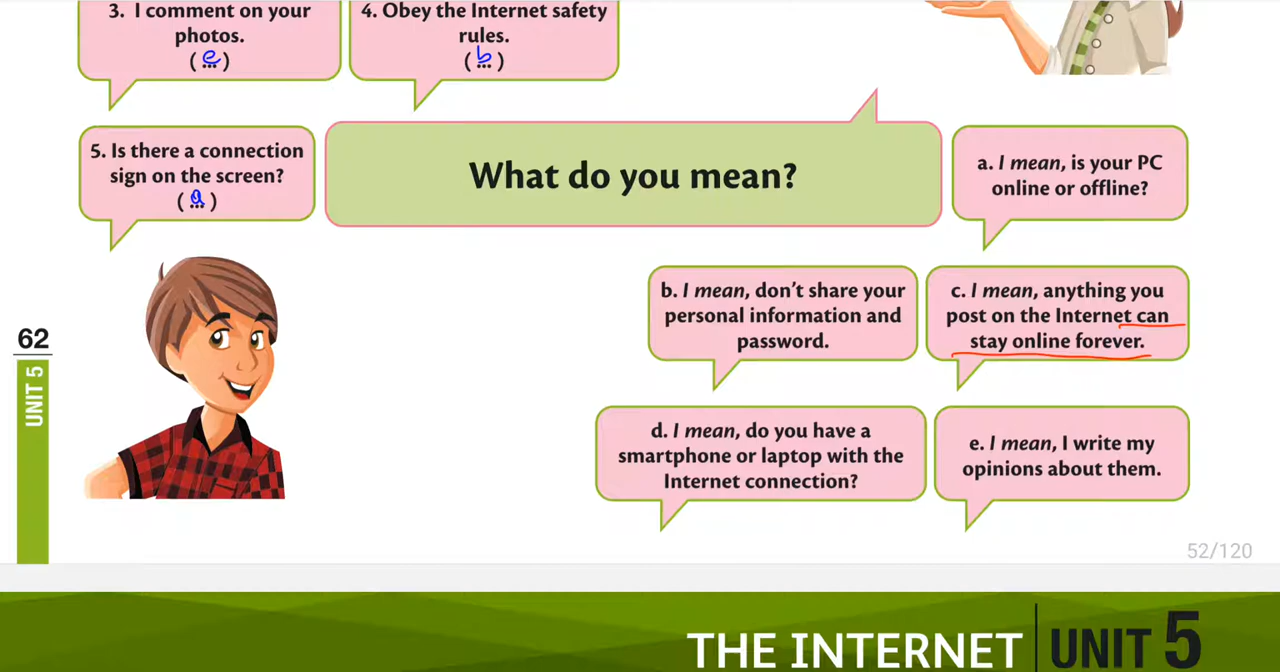 3. I comment on your
photos.
(e)
4. Obey the Internet safety
rules.
(b)
5. Is there a connection
sign on the screen?
(a)
What do you mean?
a. I mean, is your PC
online or offline?
b. I mean, don't share your
personal information and
password.
c. I mean, anything you
post on the Internet can
stay online forever.
d. I mean, do you have a
smartphone or laptop with the
Internet connection?
e. I mean, I write my
opinions about them.
62
UNIT 5
52/120
THE INTERNET UNIT 5